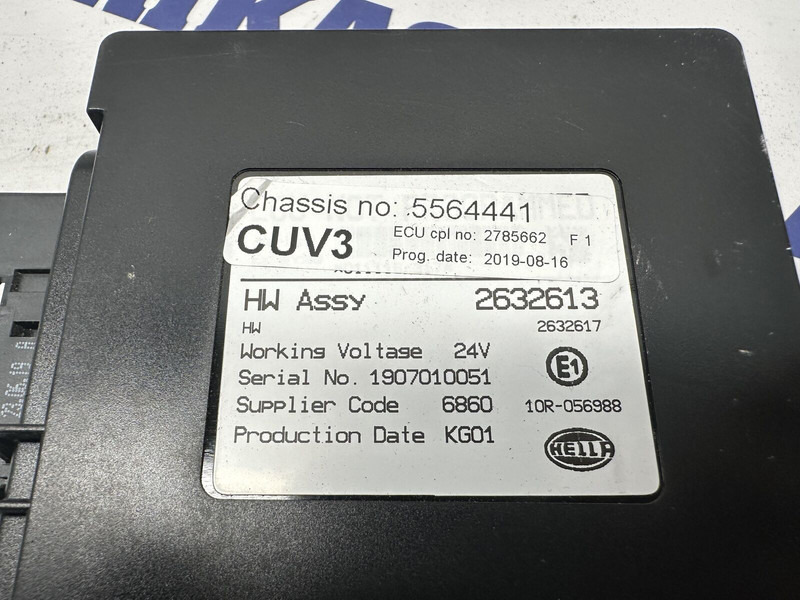 Chassis no: 5564441
CUV3
ECU cpl no: 2785662 F 1
Prog. date: 2019-08-16
HW Assy 2632613
HW 2632617
Working Voltage 24V
Serial No. 1907010051
E1
Supplier Code 6860
10R-056988
Production Date KG01
HELLA